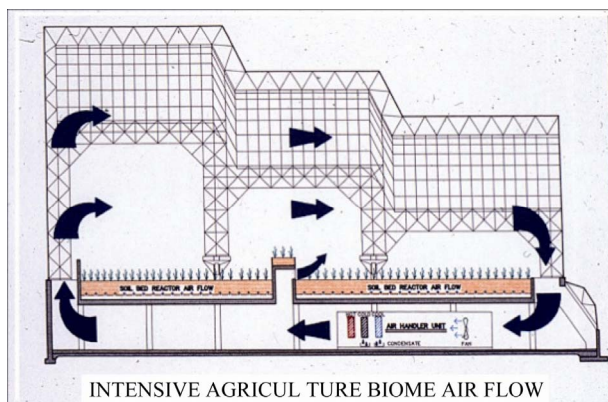 SOIL BED REACTOR AIR FLOW
SOIL BED REACTOR AIR FLOW
AIR HANDLER UNIT
CONDENSATE
FAN
INTENSIVE AGRICUL TURE BIOME AIR FLOW